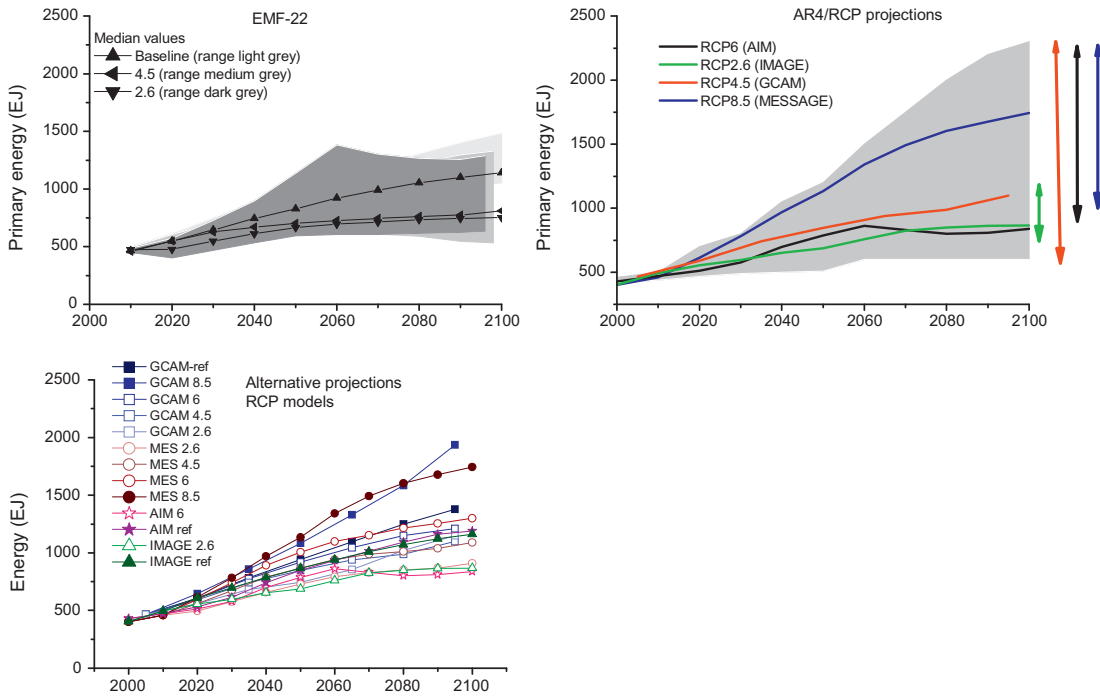 EMF-22
Median values
Baseline (range light grey)
4.5 (range medium grey)
2.6 (range dark grey)
Primary energy (EJ)
2500
2000
1500
1000
500
0
2000
2020
2040
2060
2080
2100
AR4/RCP projections
RCP6 (AIM)
RCP2.6 (IMAGE)
RCP4.5 (GCAM)
RCP8.5 (MESSAGE)
Primary energy (EJ)
2500
2000
1500
1000
500
2000
2020
2040
2060
2080
2100
GCAM-ref
GCAM 8.5
GCAM 6
GCAM 4.5
GCAM 2.6
MES 2.6
MES 4.5
MES 6
MES 8.5
AIM 6
AIM ref
IMAGE 2.6
IMAGE ref
Alternative projections
RCP models
Energy (EJ)
2500
2000
1500
1000
500
0
2000
2020
2040
2060
2080
2100